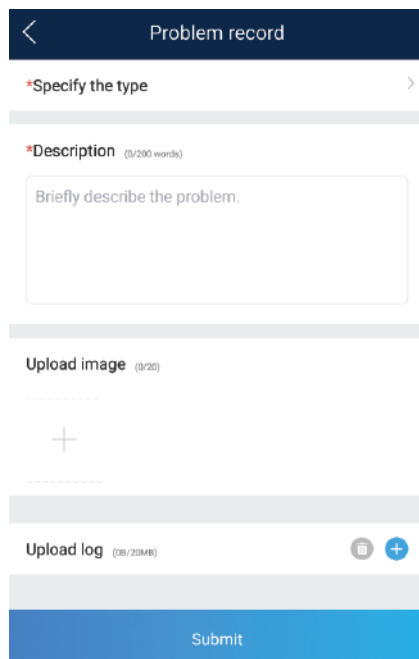 Problem record
*Specify the type
*Description (0/200 words)
Briefly describe the problem.
Upload image (0/20)
Upload log (0B/20MB)
Submit